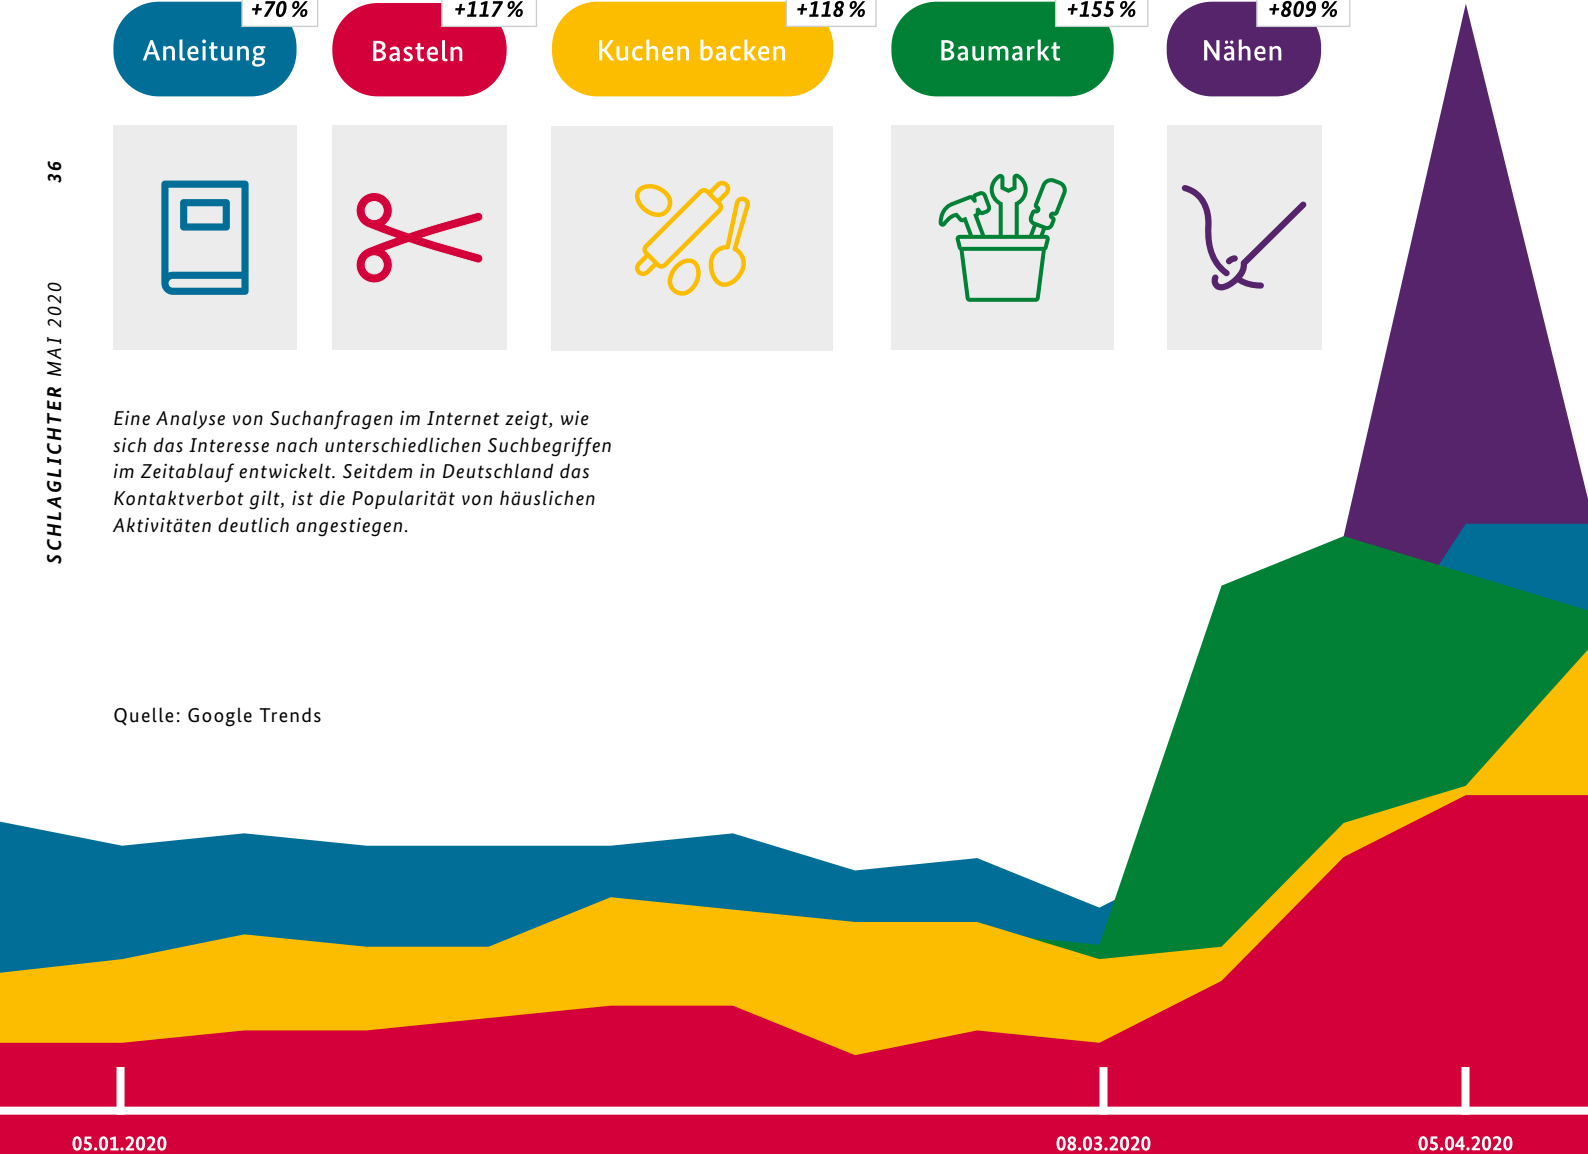 +70 %
+117 %
+118 %
+155 %
+809 %
Anleitung
Basteln
Kuchen backen
Baumarkt
Nähen
36
SCHLAGLICHTER MAI 2020
Eine Analyse von Suchanfragen im Internet zeigt, wie
sich das Interesse nach unterschiedlichen Suchbegriffen
im Zeitablauf entwickelt. Seitdem in Deutschland das
Kontaktverbot gilt, ist die Popularität von häuslichen
Aktivitäten deutlich angestiegen.
Quelle: Google Trends
05.01.2020
08.03.2020
05.04.2020